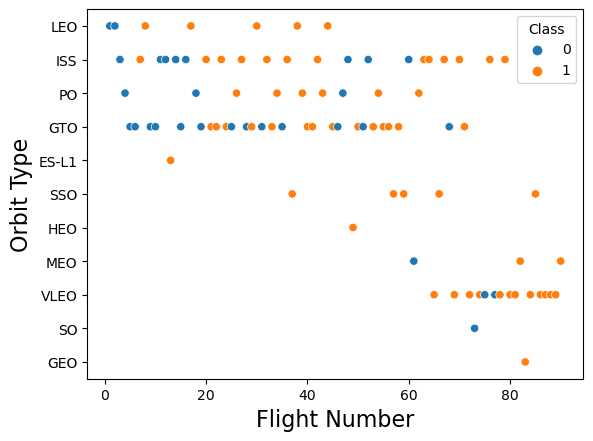 LEO
ISS
PO
GTO
ES-L1
SSO
HEO
MEO
VLEO
SO
GEO
Orbit Type
0
20
40
60
80
Flight Number
Class
0
1